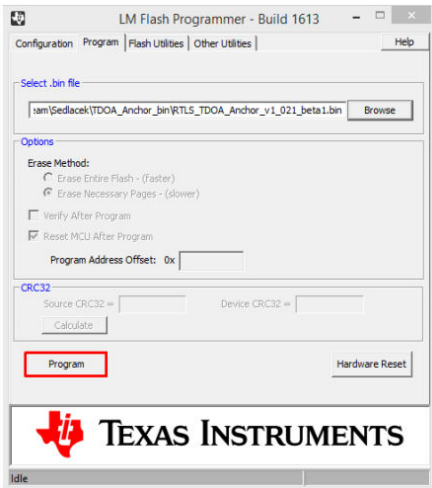 LM Flash Programmer - Build 1613
Configuration Program Flash Utilities Other Utilities Help
Select .bin file
:am\Sedlacek\TDOA_Anchor_bin\RTLS_TDOA_Anchor_v1_021_beta1.bin Browse
Options
Erase Method:
Erase Entire Flash - (faster)
Erase Necessary Pages - (slower)
Verify After Program
Reset MCU After Program
Program Address Offset: 0x
CRC32
Source CRC32 = Device CRC32 =
Calculate
Program Hardware Reset
TEXAS INSTRUMENTS
Idle